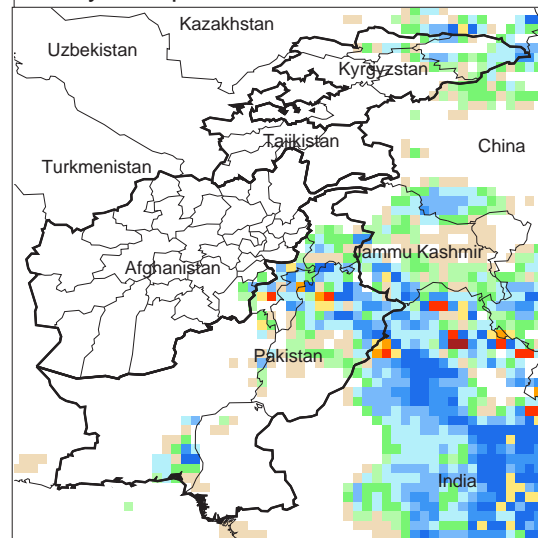 Kazakhstan
Uzbekistan
Kyrgyzstan
Tajikistan
China
Turkmenistan
Jammu Kashmir
Afghanistan
Pakistan
India